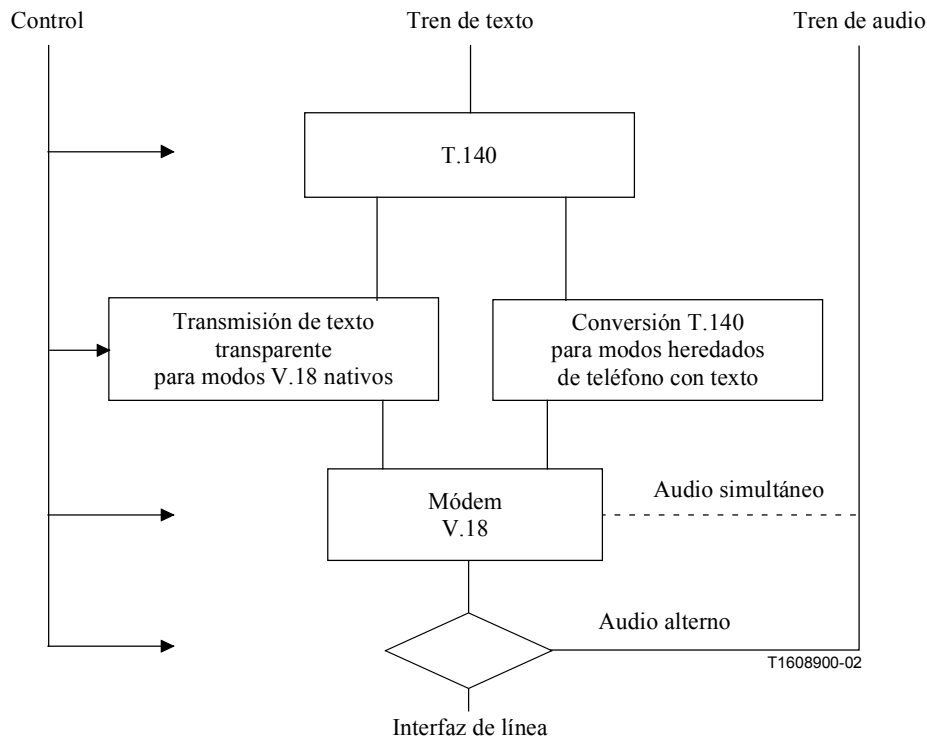 Control
Tren de texto
Tren de audio
T.140
Transmisión de texto
transparente
para modos V.18 nativos
Conversión T.140
para modos heredados
de teléfono con texto
Módem
V.18
Audio simultáneo
Audio alterno
T1608900-02
Interfaz de línea